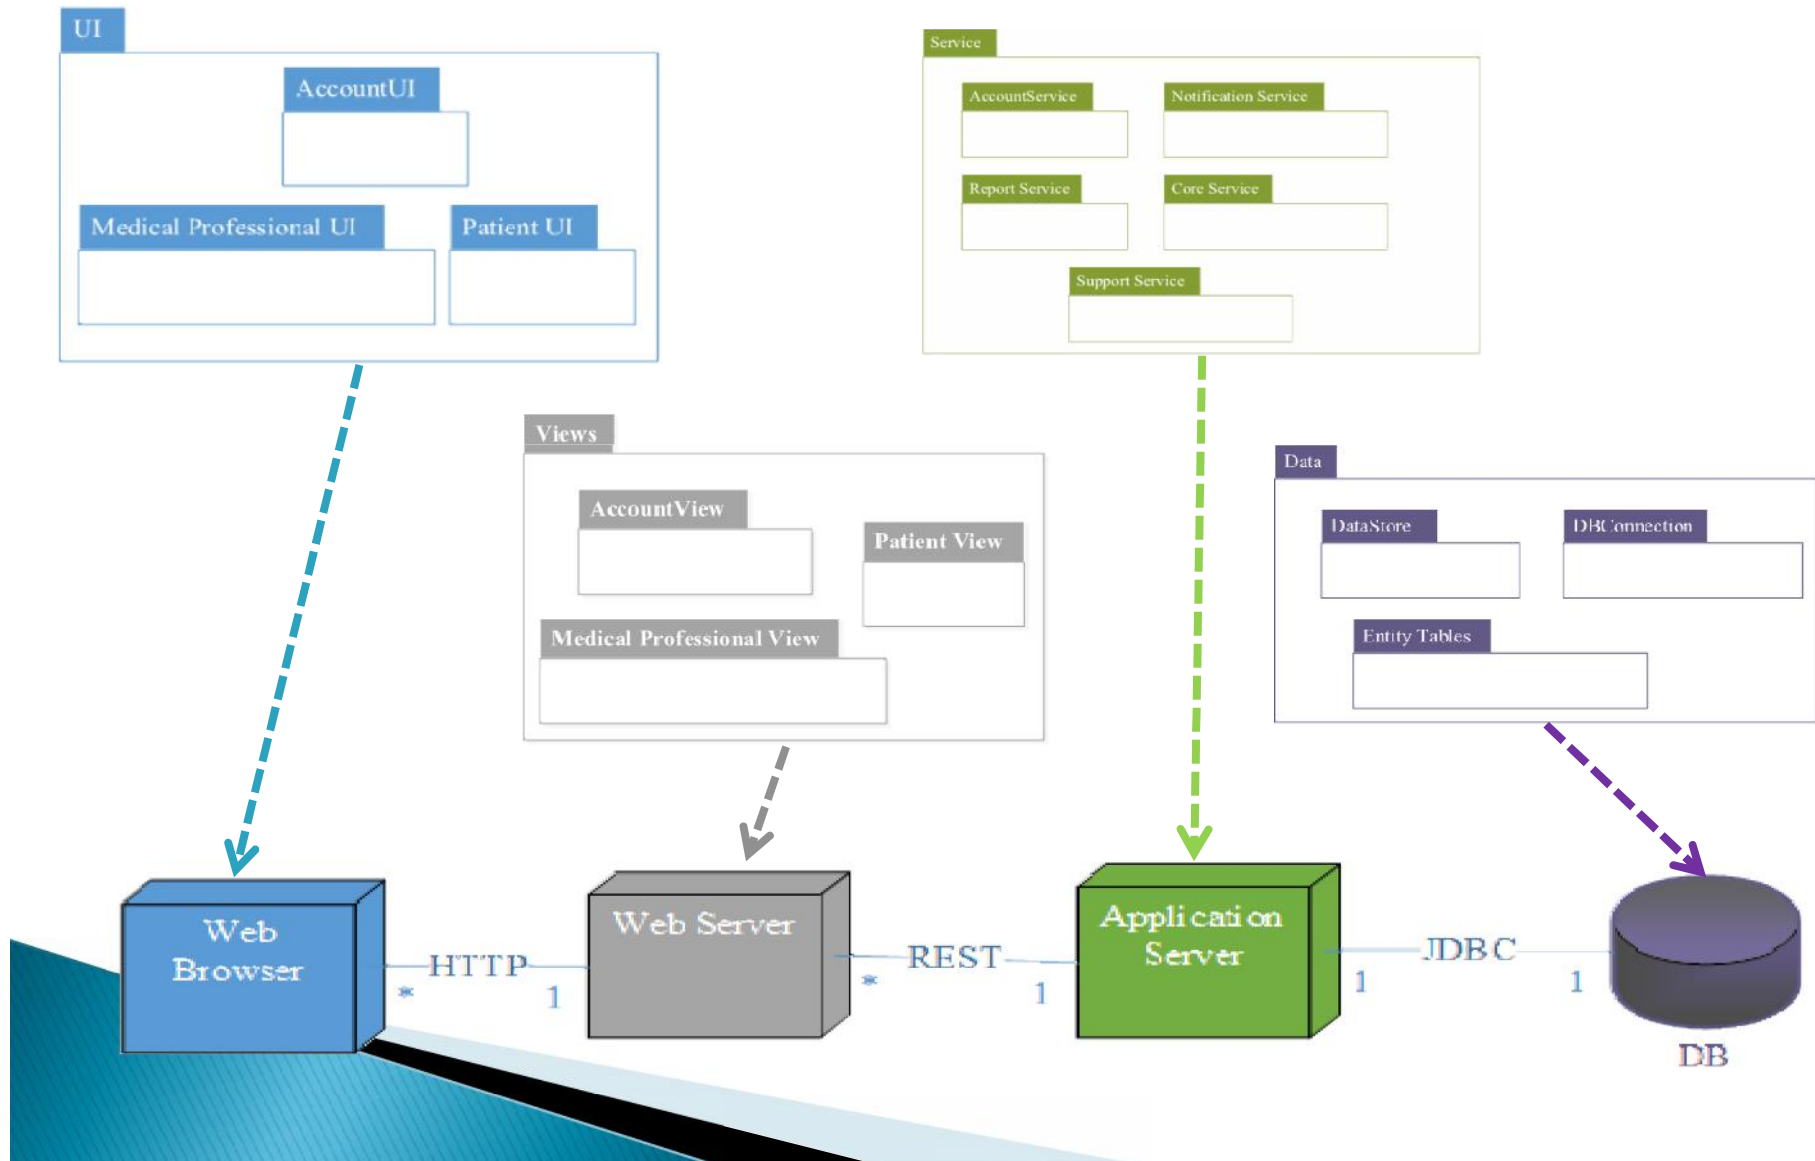 UI
AccountUI
Medical Professional UI
Patient UI
Service
AccountService
Notification Service
Report Service
Core Service
Support Service
Views
AccountView
Patient View
Medical Professional View
Data
DataStore
DBConnection
Entity Tables
Web
Browser
* HTTP 1
Web Server
* REST 1
Application
Server
1 JDBC 1
DB